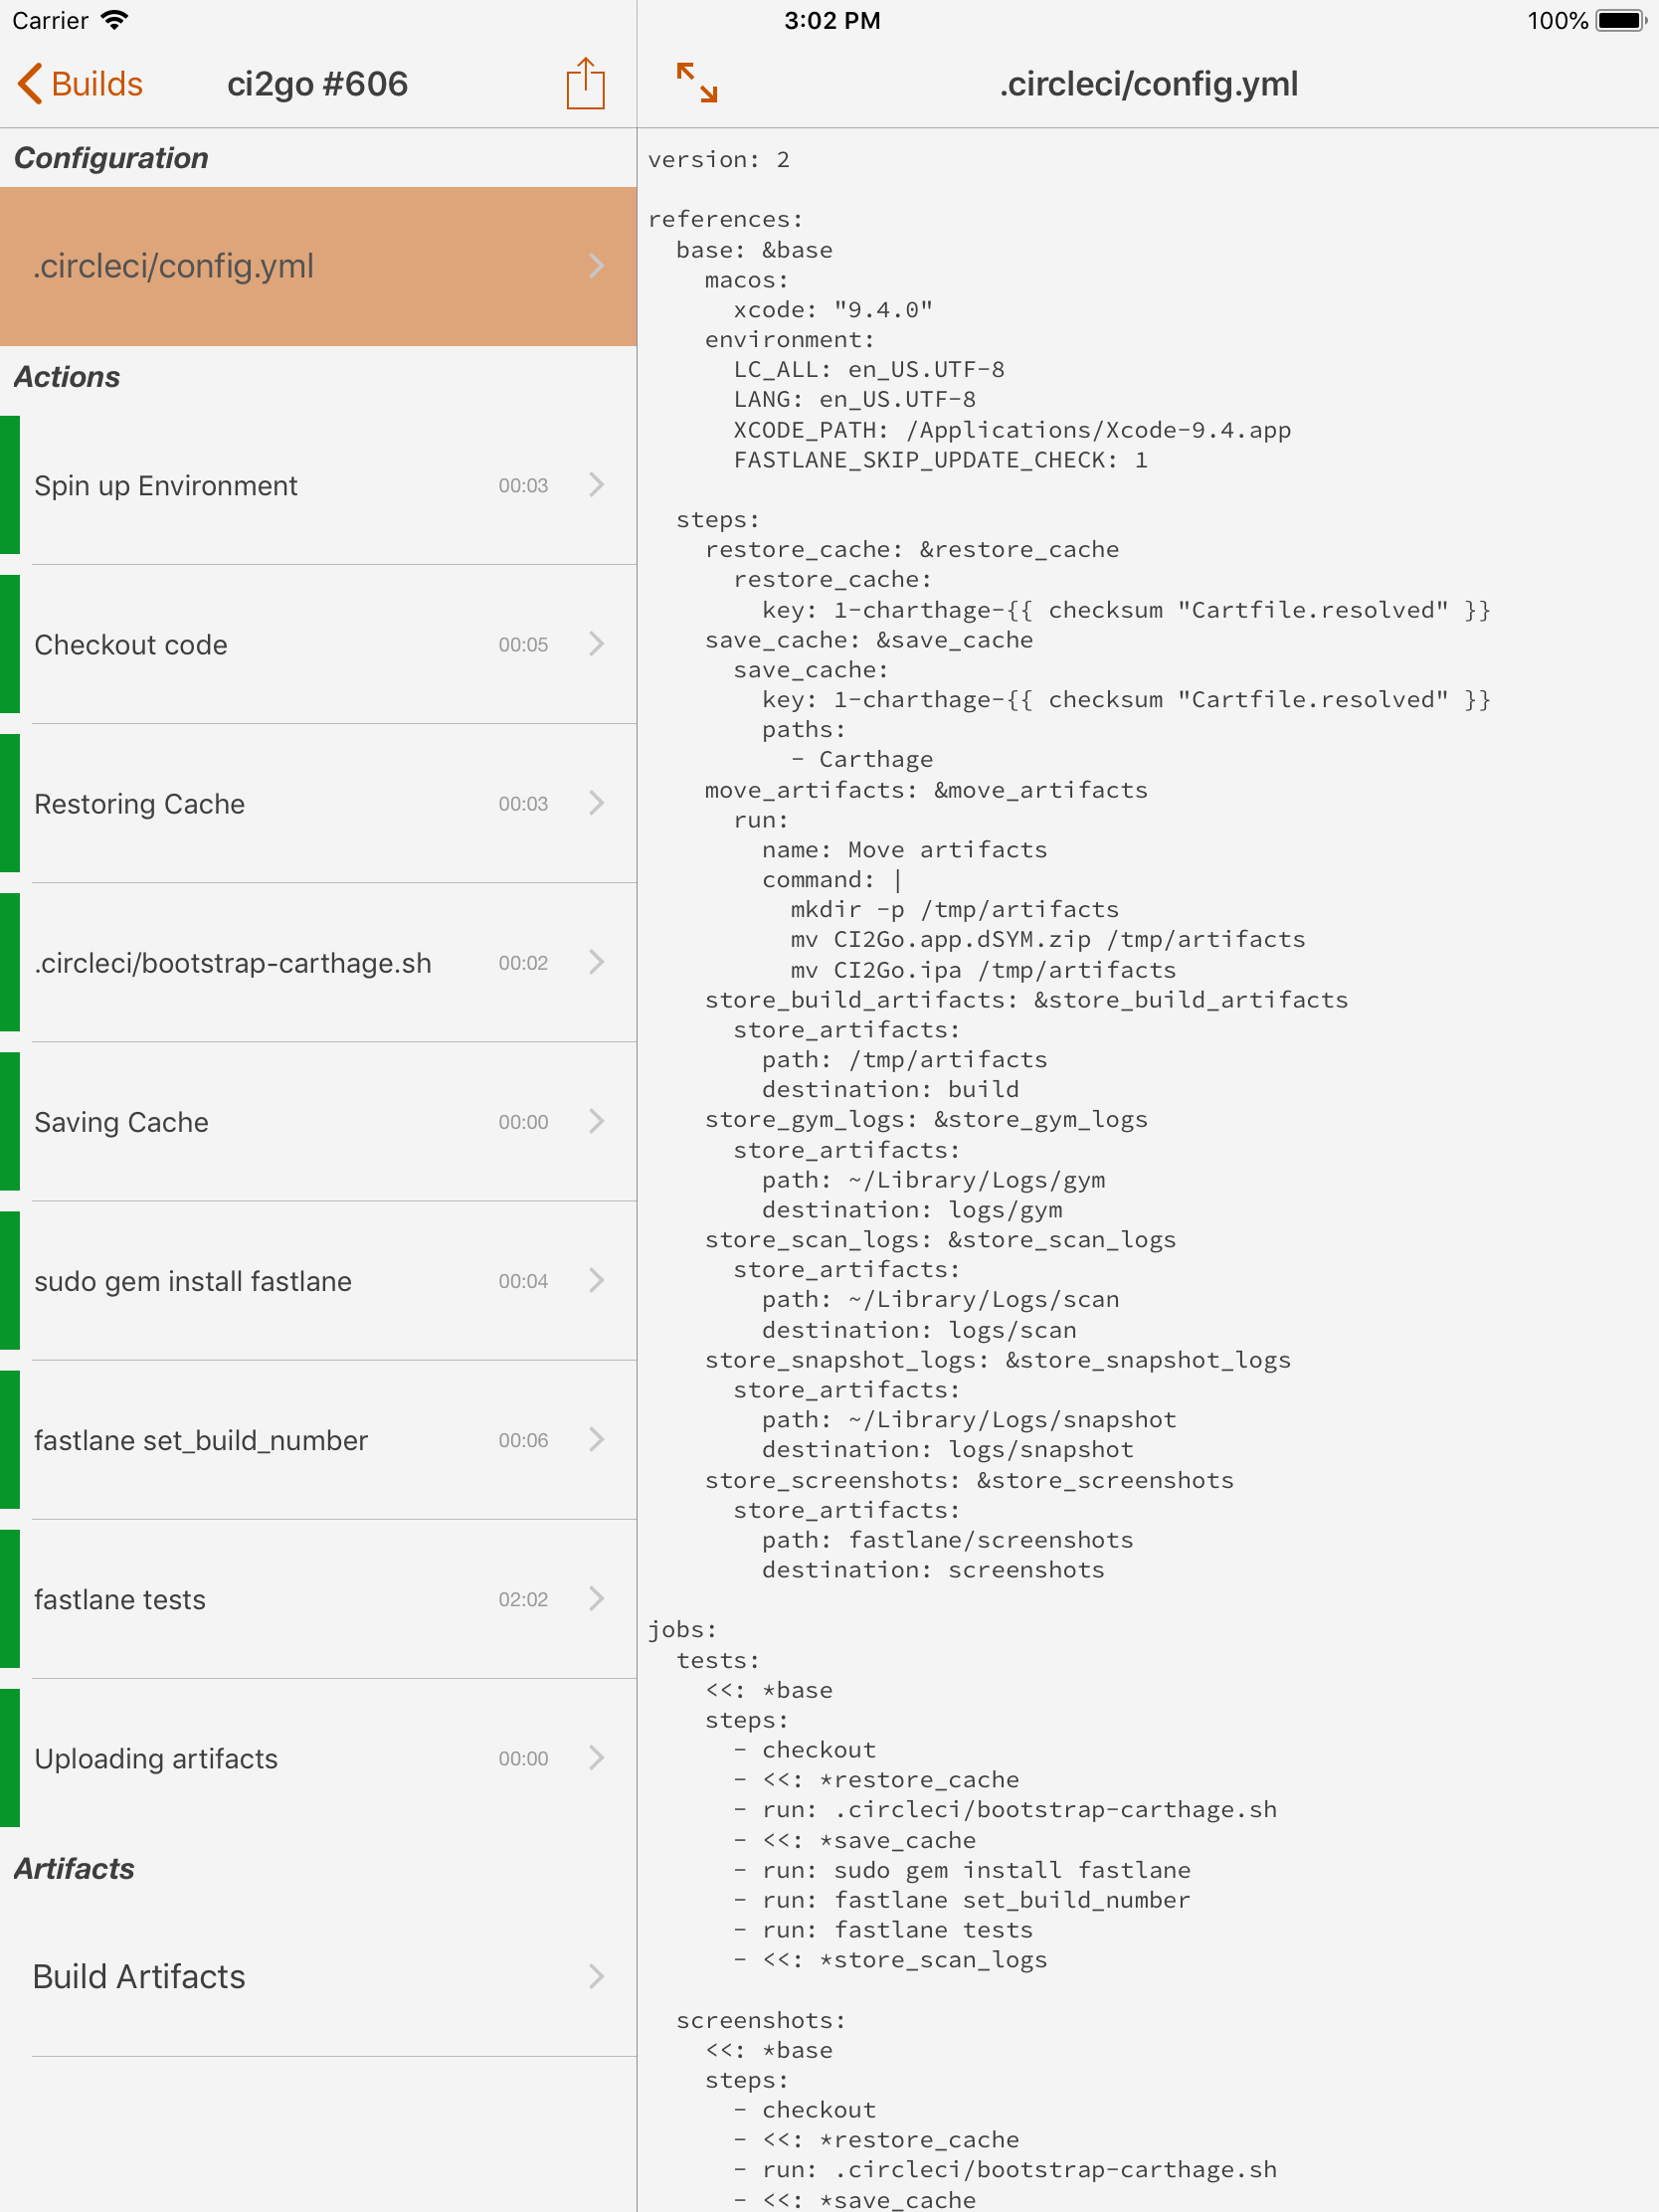 Carrier 3:02 PM 100%
Builds ci2go #606
Configuration
.circleci/config.yml
Actions
Spin up Environment 00:03
Checkout code 00:05
Restoring Cache 00:03
.circleci/bootstrap-carthage.sh 00:02
Saving Cache 00:00
sudo gem install fastlane 00:04
fastlane set_build_number 00:06
fastlane tests 02:02
Uploading artifacts 00:00
Artifacts
Build Artifacts
.circleci/config.yml
version: 2

references:
  base: &base
    macos:
      xcode: "9.4.0"
    environment:
      LC_ALL: en_US.UTF-8
      LANG: en_US.UTF-8
      XCODE_PATH: /Applications/Xcode-9.4.app
      FASTLANE_SKIP_UPDATE_CHECK: 1

  steps:
    restore_cache: &restore_cache
      restore_cache:
        key: 1-charthage-{{ checksum "Cartfile.resolved" }}
    save_cache: &save_cache
      save_cache:
        key: 1-charthage-{{ checksum "Cartfile.resolved" }}
        paths:
          - Carthage
    move_artifacts: &move_artifacts
      run:
        name: Move artifacts
        command: |
          mkdir -p /tmp/artifacts
          mv CI2Go.app.dSYM.zip /tmp/artifacts
          mv CI2Go.ipa /tmp/artifacts
    store_build_artifacts: &store_build_artifacts
      store_artifacts:
        path: /tmp/artifacts
        destination: build
    store_gym_logs: &store_gym_logs
      store_artifacts:
        path: ~/Library/Logs/gym
        destination: logs/gym
    store_scan_logs: &store_scan_logs
      store_artifacts:
        path: ~/Library/Logs/scan
        destination: logs/scan
    store_snapshot_logs: &store_snapshot_logs
      store_artifacts:
        path: ~/Library/Logs/snapshot
        destination: logs/snapshot
    store_screenshots: &store_screenshots
      store_artifacts:
        path: fastlane/screenshots
        destination: screenshots

jobs:
  tests:
    <<: *base
    steps:
      - checkout
      - <<: *restore_cache
      - run: .circleci/bootstrap-carthage.sh
      - <<: *save_cache
      - run: sudo gem install fastlane
      - run: fastlane set_build_number
      - run: fastlane tests
      - <<: *store_scan_logs

  screenshots:
    <<: *base
    steps:
      - checkout
      - <<: *restore_cache
      - run: .circleci/bootstrap-carthage.sh
      - <<: *save_cache